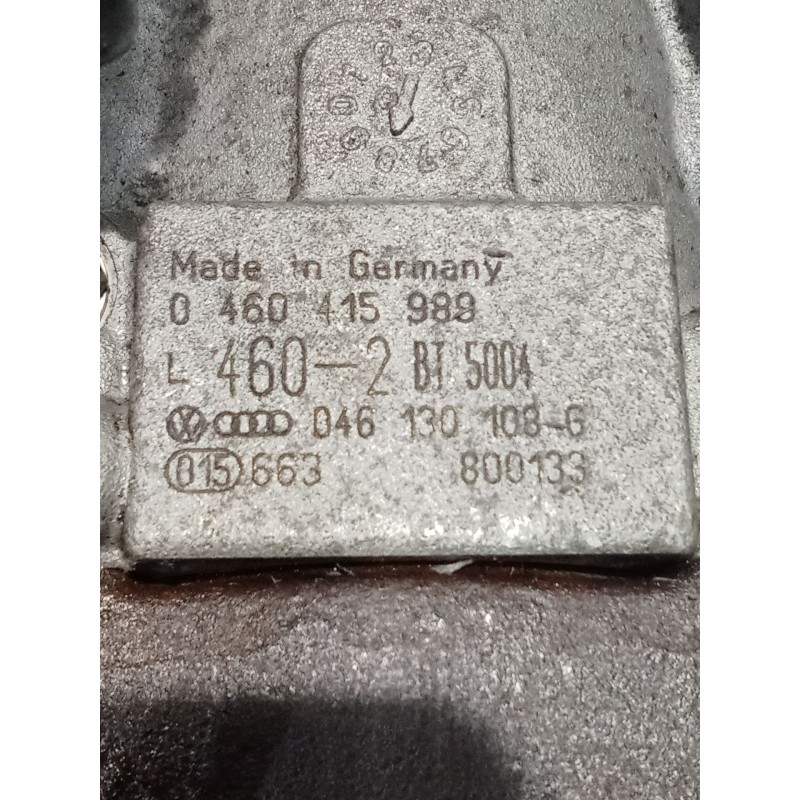 Made in Germany
0 460 415 989
L 460-2 BT 5004
046 130 108-G
015 663 800133